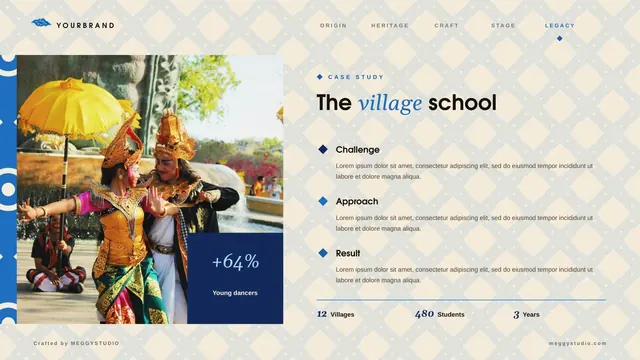 YOURBRAND
ORIGIN HERITAGE CRAFT STAGE LEGACY
CASE STUDY
The village school
Challenge
Lorem ipsum dolor sit amet, consectetur adipiscing elit, sed do eiusmod tempor incididunt ut
labore et dolore magna aliqua.
Approach
Lorem ipsum dolor sit amet, consectetur adipiscing elit, sed do eiusmod tempor incididunt ut
labore et dolore magna aliqua.
Result
Lorem ipsum dolor sit amet, consectetur adipiscing elit, sed do eiusmod tempor incididunt ut
labore et dolore magna aliqua.
+64%
Young dancers
12 Villages 480 Students 3 Years
Crafted by MEGGYSTUDIO
meggystudio.com